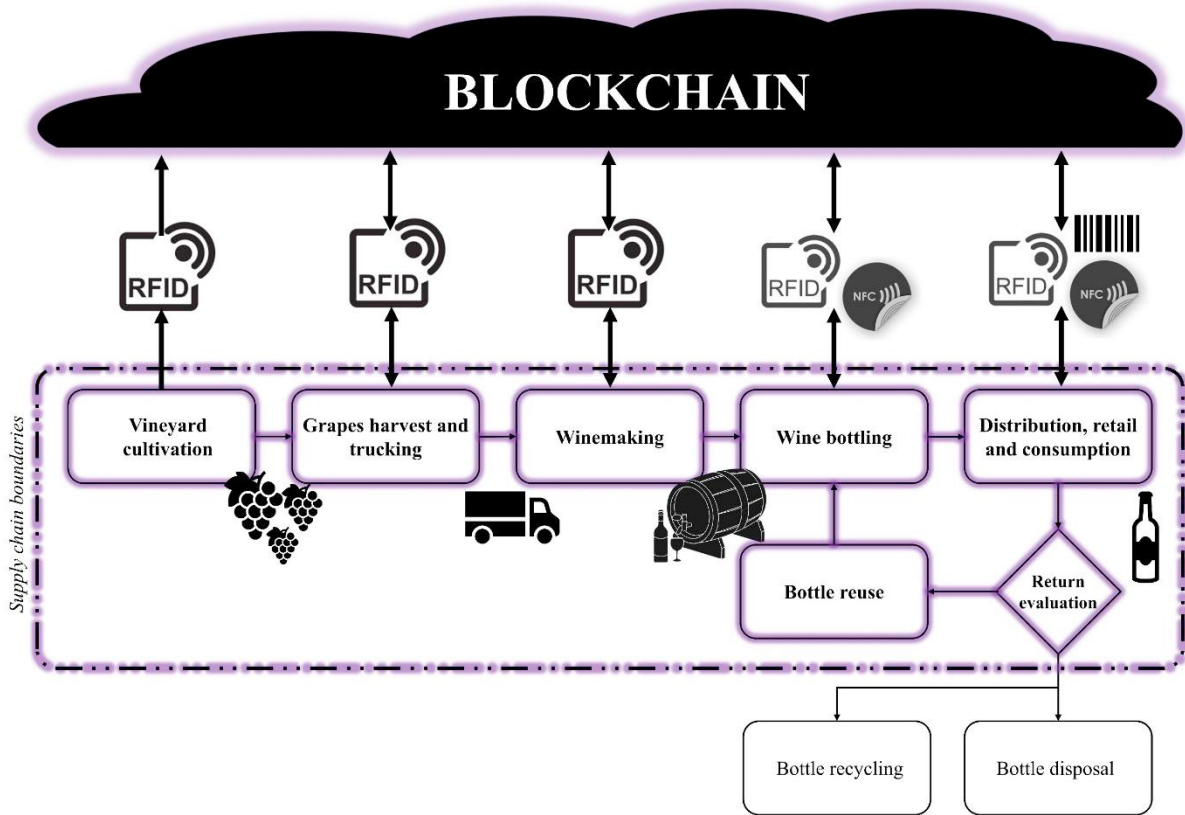 BLOCKCHAIN
RFID
RFID
RFID
RFID
NFC
RFID
NFC
Supply chain boundaries
Vineyard
cultivation
Grapes harvest and
trucking
Winemaking
Wine bottling
Distribution, retail
and consumption
Bottle reuse
Return
evaluation
Bottle recycling
Bottle disposal